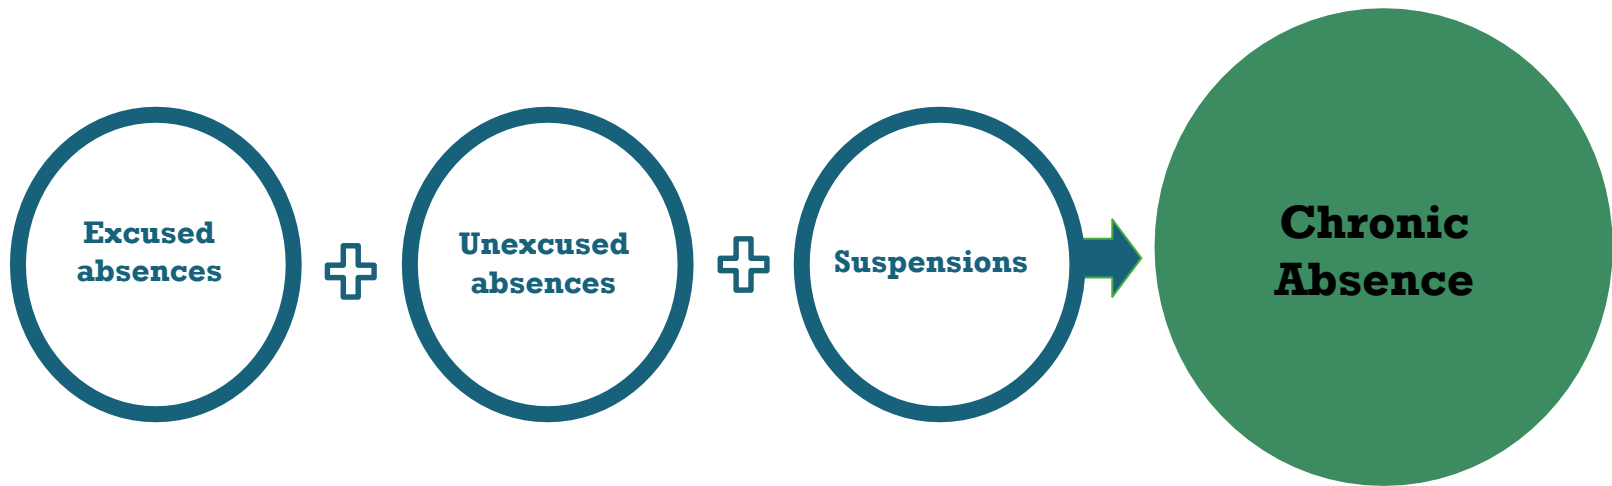 Excused
absences
Unexcused
absences
Suspensions
Chronic
Absence